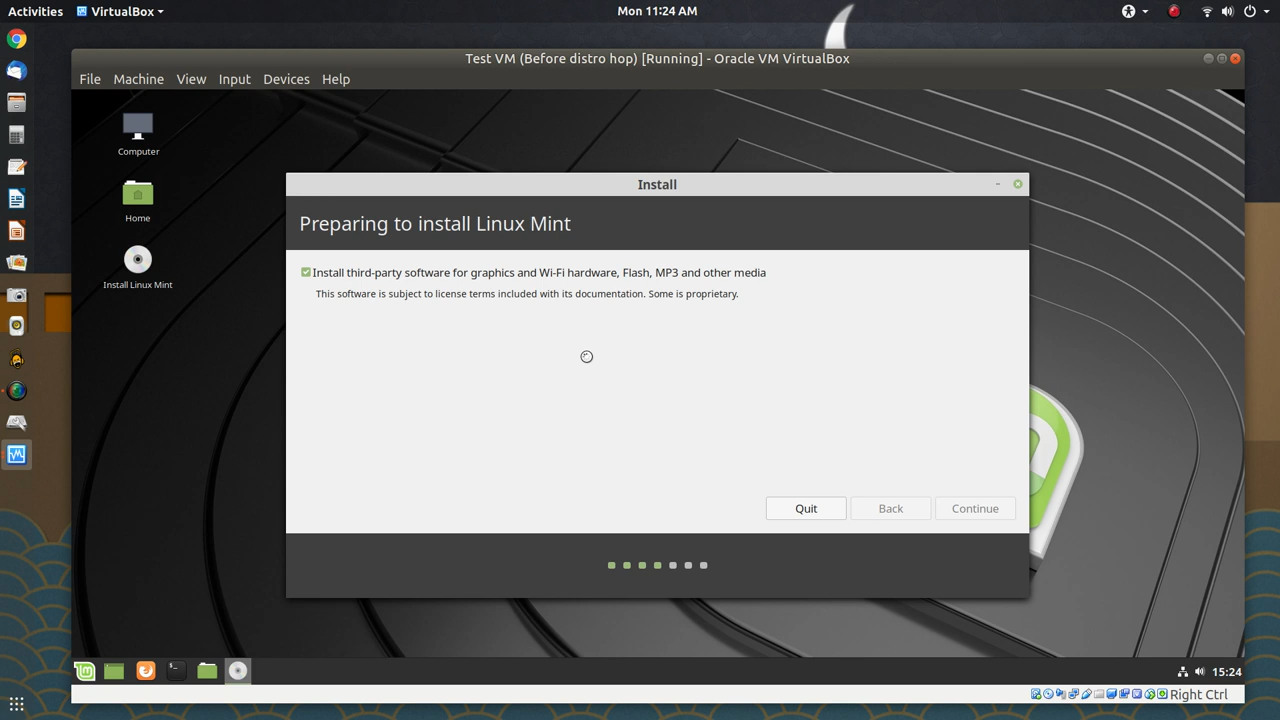 Activities VirtualBox Mon 11:24 AM
Test VM (Before distro hop) [Running] - Oracle VM VirtualBox
File Machine View Input Devices Help
Computer
Home
Install Linux Mint
Install
Preparing to install Linux Mint
Install third-party software for graphics and Wi-Fi hardware, Flash, MP3 and other media
This software is subject to license terms included with its documentation. Some is proprietary.
Quit Back Continue
15:24
Right Ctrl